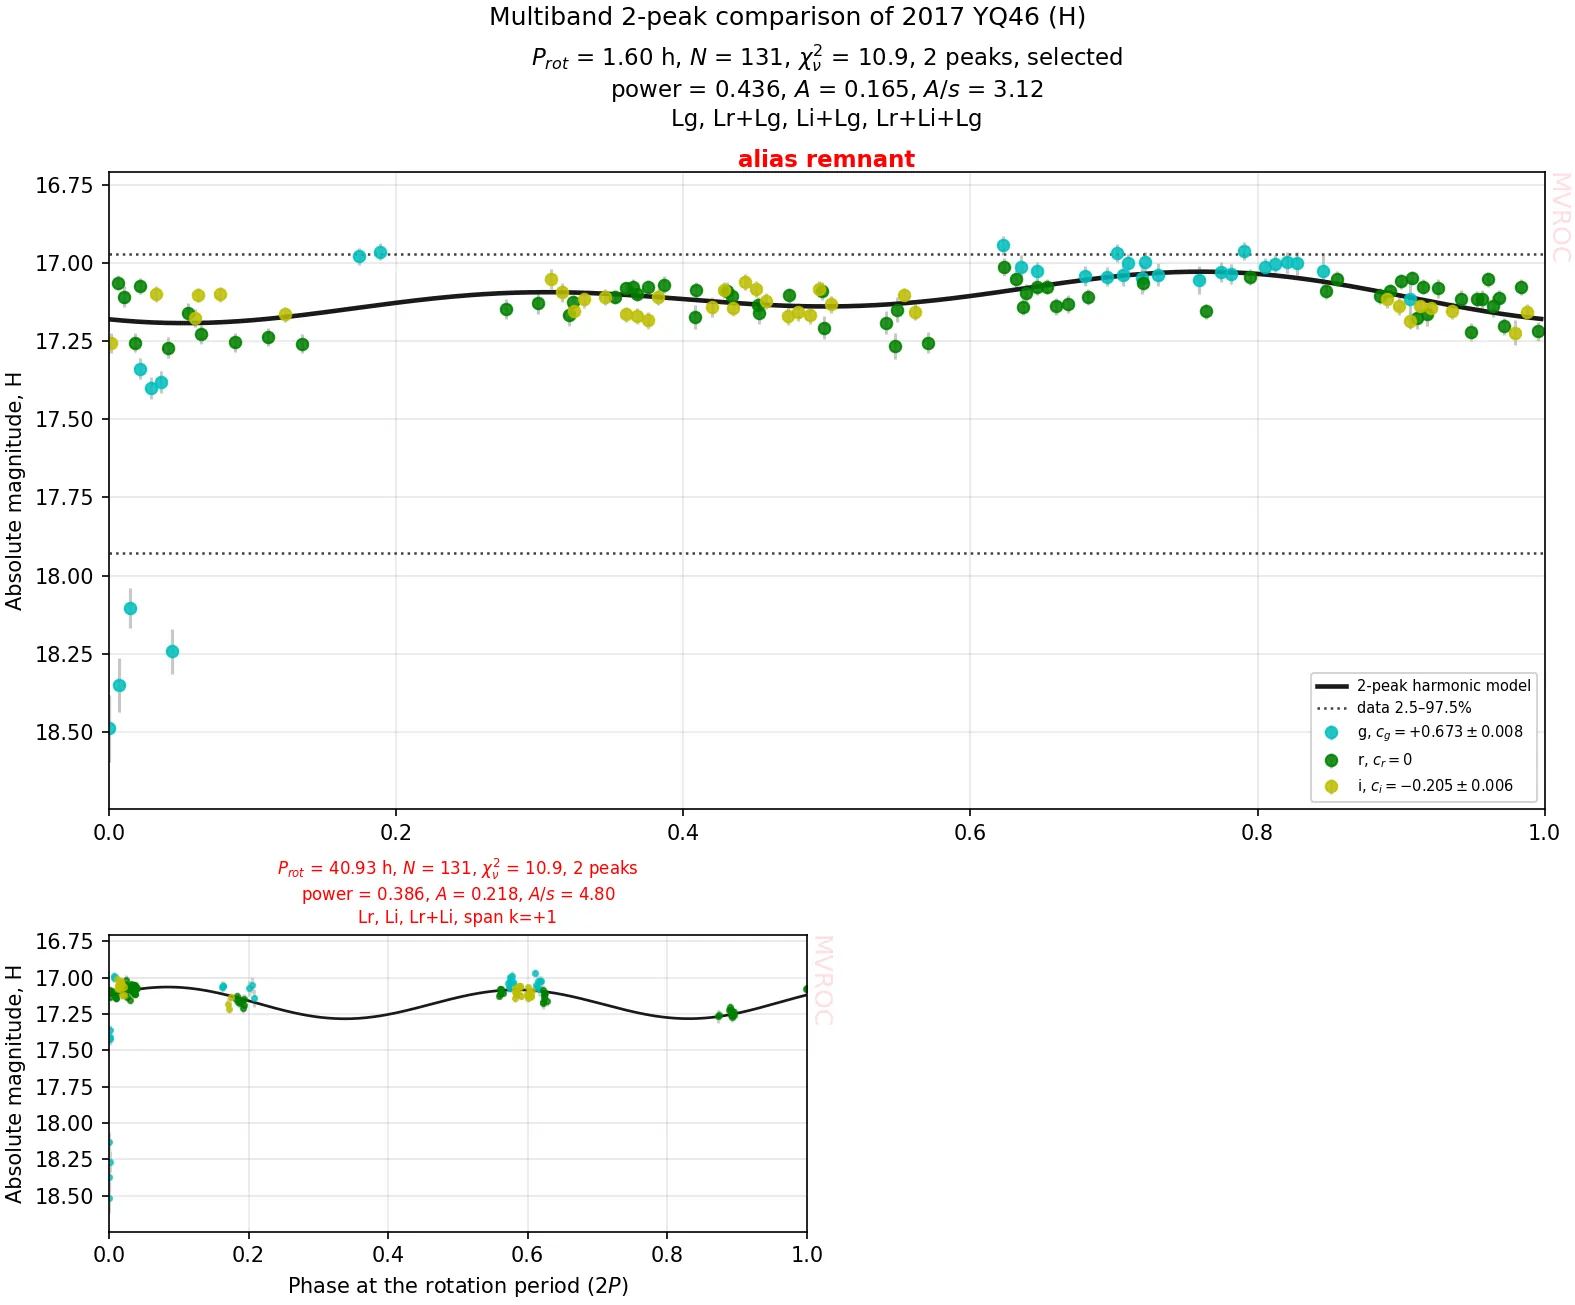 Multiband 2-peak comparison of 2017 YQ46 (H)
P_rot = 1.60 h, N = 131, χ²_ν = 10.9, 2 peaks, selected
power = 0.436, A = 0.165, A/s = 3.12
Lg, Lr+Lg, Li+Lg, Lr+Li+Lg
alias remnant
MVROC
Absolute magnitude, H
16.75
17.00
17.25
17.50
17.75
18.00
18.25
18.50
2-peak harmonic model
data 2.5–97.5%
g, c_g = +0.673 ± 0.008
r, c_r = 0
i, c_i = −0.205 ± 0.006
0.0 0.2 0.4 0.6 0.8 1.0
P_rot = 40.93 h, N = 131, χ²_ν = 10.9, 2 peaks
power = 0.386, A = 0.218, A/s = 4.80
Lr, Li, Lr+Li, span k=+1
MVROC
Absolute magnitude, H
16.75
17.00
17.25
17.50
17.75
18.00
18.25
18.50
0.0 0.2 0.4 0.6 0.8 1.0
Phase at the rotation period (2P)